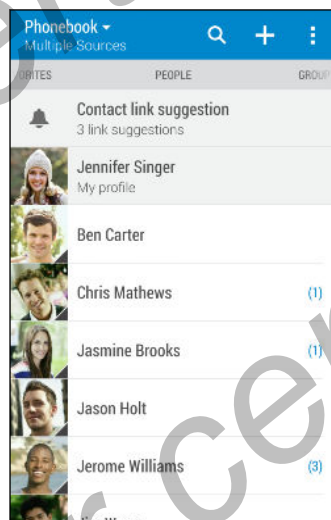 Phonebook
Multiple Sources
PEOPLE
Contact link suggestion
3 link suggestions
Jennifer Singer
My profile
Ben Carter
Chris Mathews (1)
Jasmine Brooks (1)
Jason Holt
Jerome Williams (3)